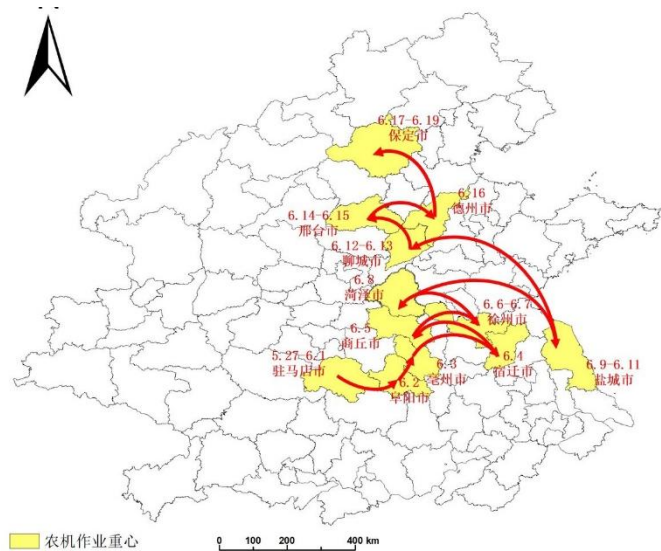 6.17-6.19
保定市
6.16
德州市
6.14-6.15
邢台市
6.12-6.13
聊城市
6.8
菏泽市
6.6-6.7
徐州市
6.5
商丘市
5.27-6.1
驻马店市
6.3
亳州市
6.4
宿迁市
6.2
阜阳市
6.9-6.11
盐城市
农机作业重心
0 100 200 400 km